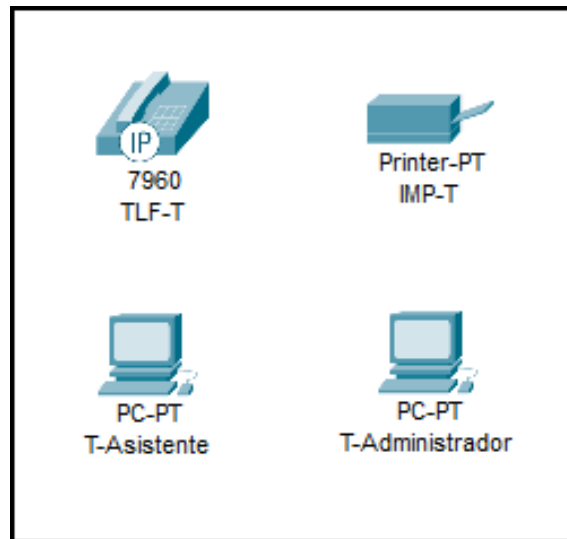 IP
7960
TLF-T
Printer-PT
IMP-T
PC-PT
T-Asistente
PC-PT
T-Administrador